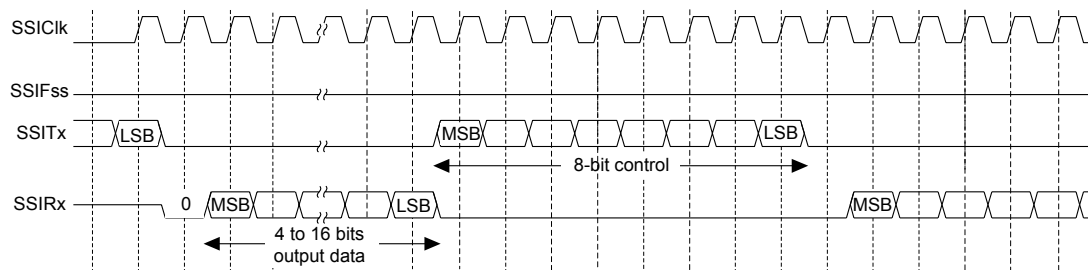 SSIClk
SSIFss
SSITx
LSB
MSB
LSB
8-bit control
SSIRx
0
MSB
LSB
MSB
4 to 16 bits
output data